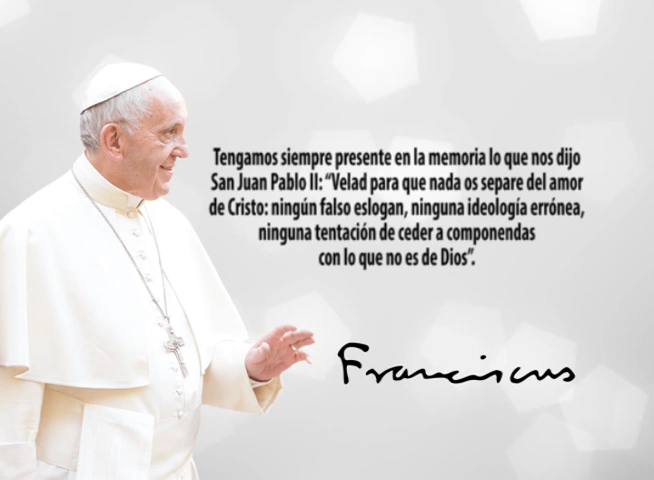 Tengamos siempre presente en la memoria lo que nos dijo
San Juan Pablo II: “Velad para que nada os separe del amor
de Cristo: ningún falso eslogan, ninguna ideología errónea,
ninguna tentación de ceder a componendas
con lo que no es de Dios”.
Franciscus